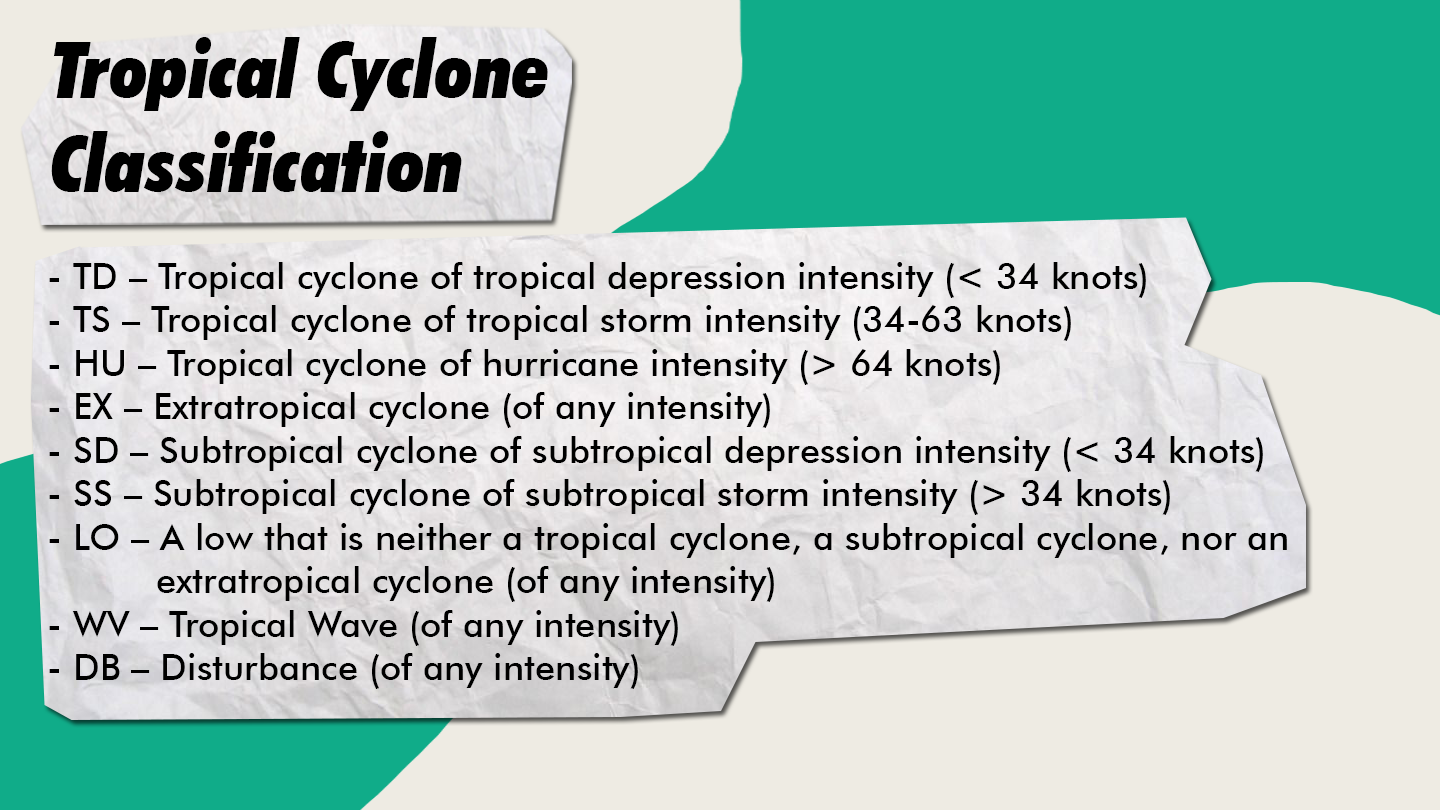 Tropical Cyclone
Classification
- TD – Tropical cyclone of tropical depression intensity (< 34 knots)
- TS – Tropical cyclone of tropical storm intensity (34-63 knots)
- HU – Tropical cyclone of hurricane intensity (> 64 knots)
- EX – Extratropical cyclone (of any intensity)
- SD – Subtropical cyclone of subtropical depression intensity (< 34 knots)
- SS – Subtropical cyclone of subtropical storm intensity (> 34 knots)
- LO – A low that is neither a tropical cyclone, a subtropical cyclone, nor an
extratropical cyclone (of any intensity)
- WV – Tropical Wave (of any intensity)
- DB – Disturbance (of any intensity)